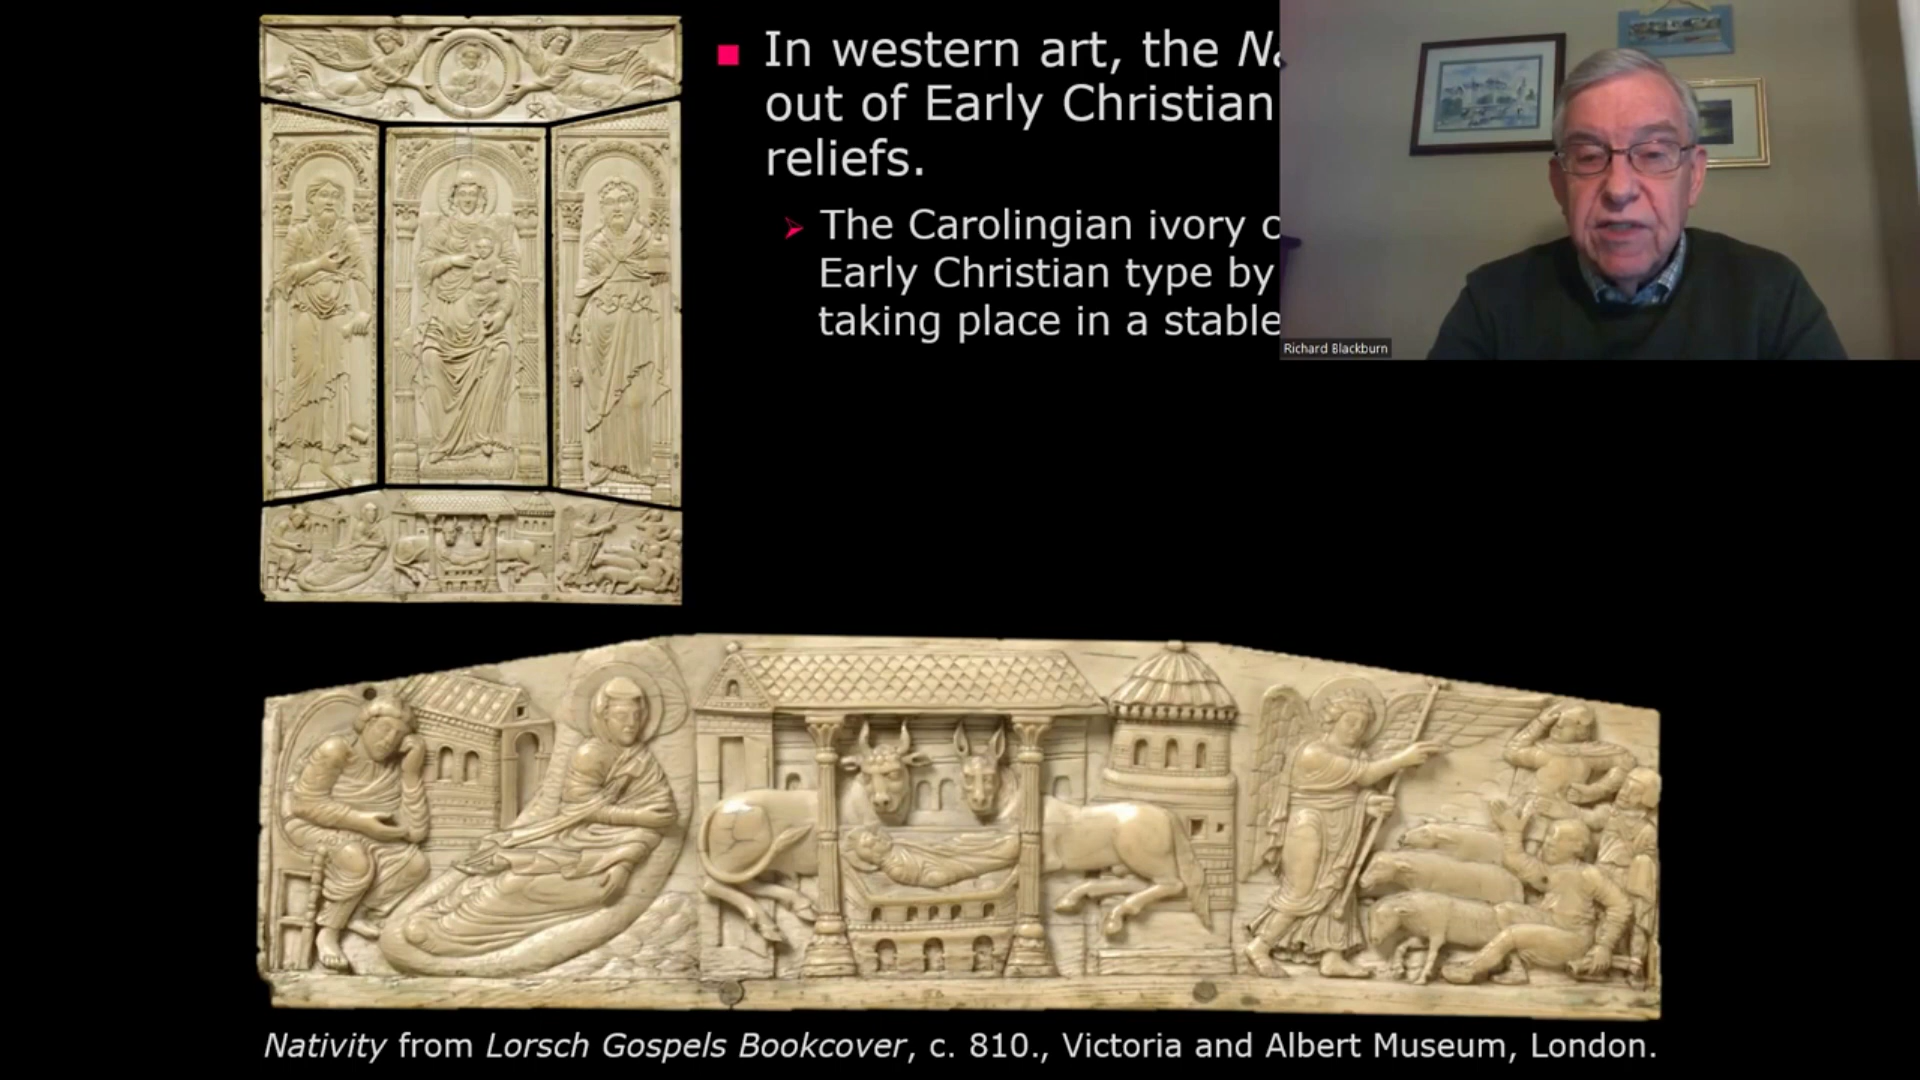 In western art, the
out of Early Christian
reliefs.
The Carolingian ivory
Early Christian type by
taking place in a stable
Richard Blackburn
Nativity from Lorsch Gospels Bookcover, c. 810., Victoria and Albert Museum, London.